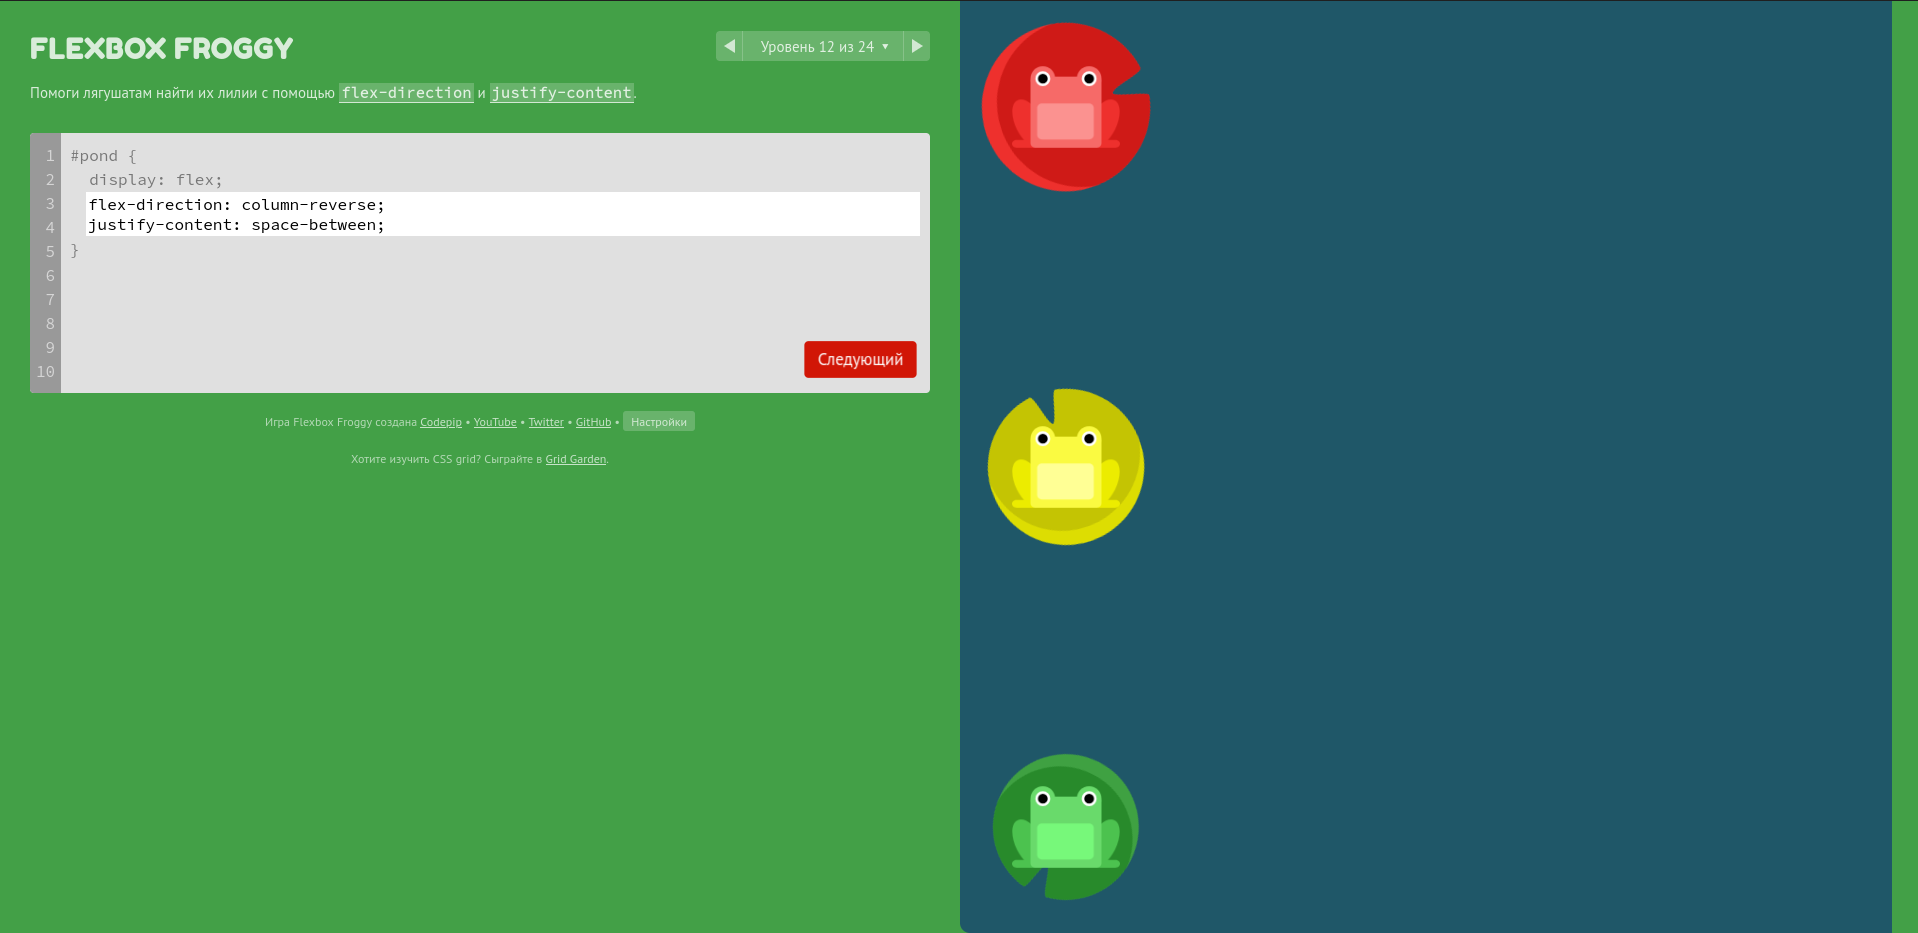 FLEXBOX FROGGY
Уровень 12 из 24
Помоги лягушатам найти их лилии с помощью flex-direction и justify-content.
1 #pond {
2 display: flex;
3 flex-direction: column-reverse;
4 justify-content: space-between;
5 }
6
7
8
9
10
Следующий
Игра Flexbox Froggy создана Codepip • YouTube • Twitter • GitHub • Настройки
Хотите изучить CSS grid? Сыграйте в Grid Garden.